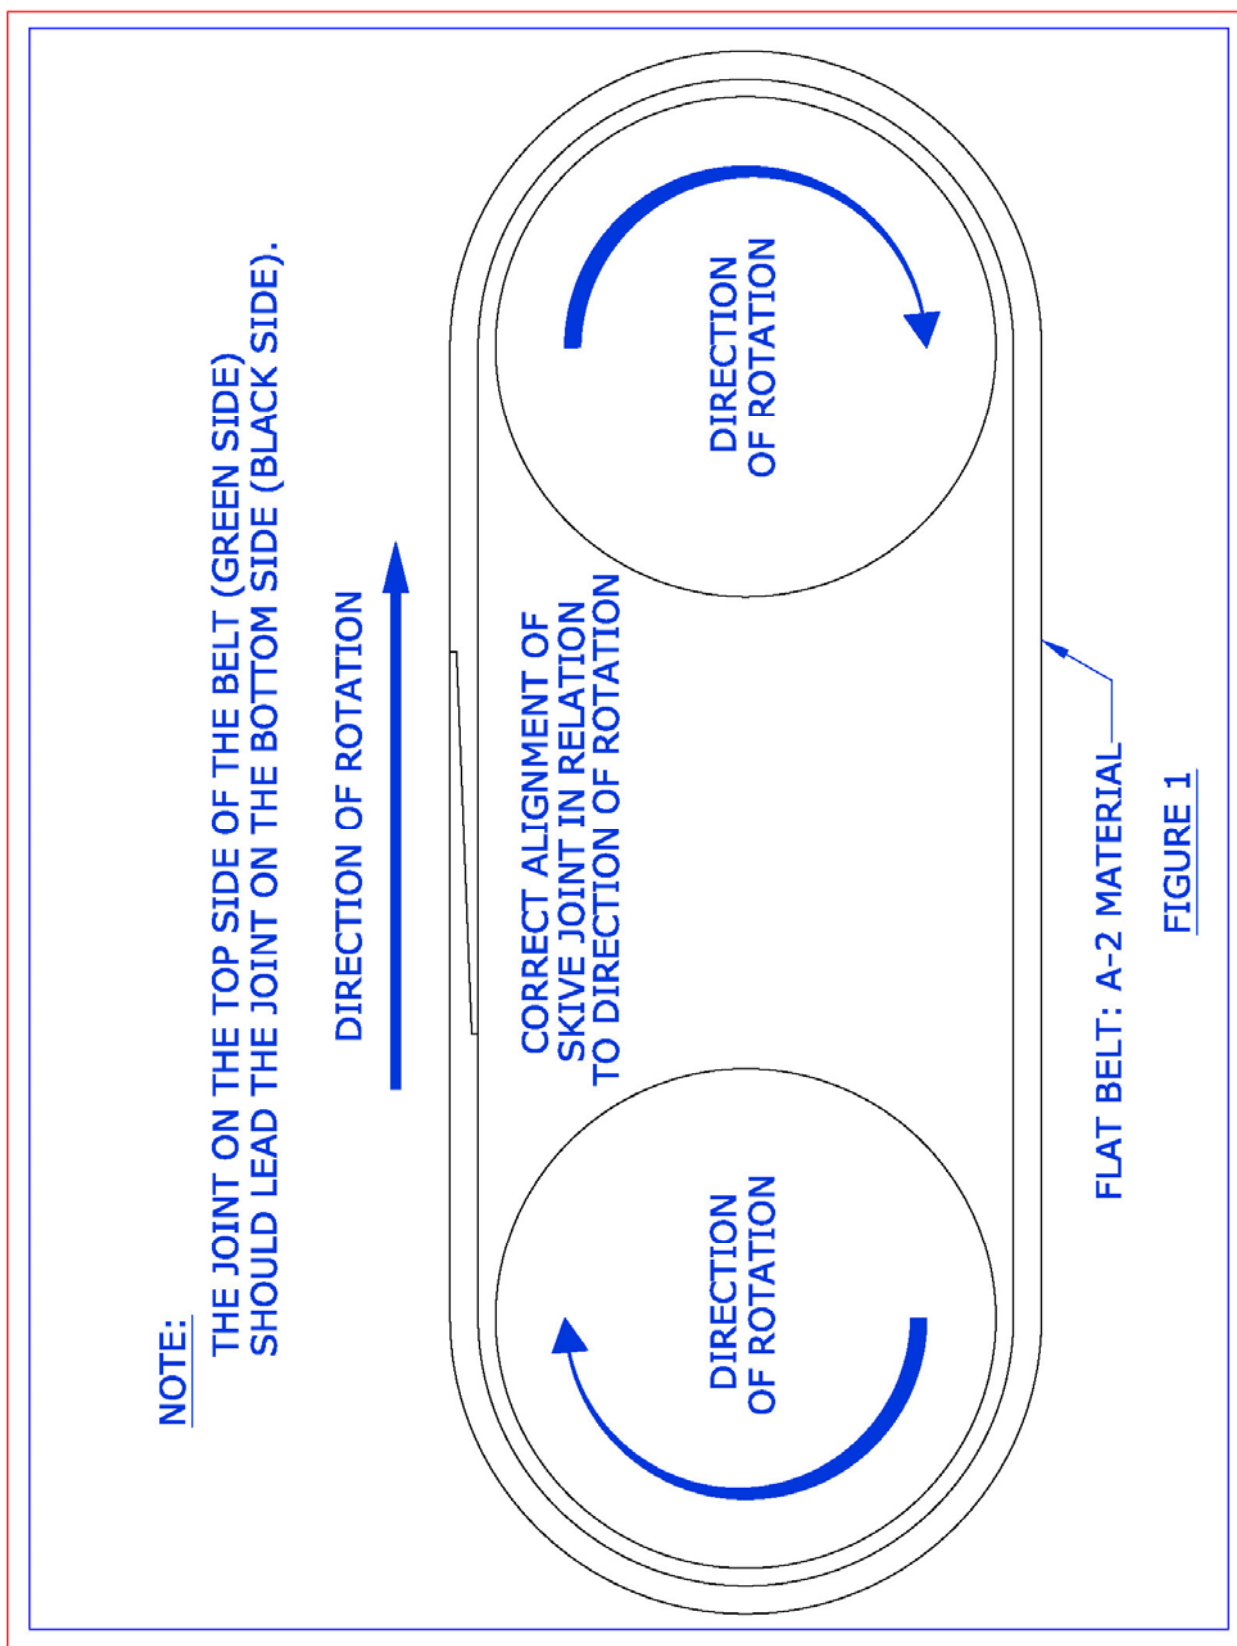 NOTE:
THE JOINT ON THE TOP SIDE OF THE BELT (GREEN SIDE)
SHOULD LEAD THE JOINT ON THE BOTTOM SIDE (BLACK SIDE).
DIRECTION OF ROTATION
CORRECT ALIGNMENT OF
SKIVE JOINT IN RELATION
TO DIRECTION OF ROTATION
DIRECTION
OF ROTATION
DIRECTION
OF ROTATION
FLAT BELT: A-2 MATERIAL
FIGURE 1